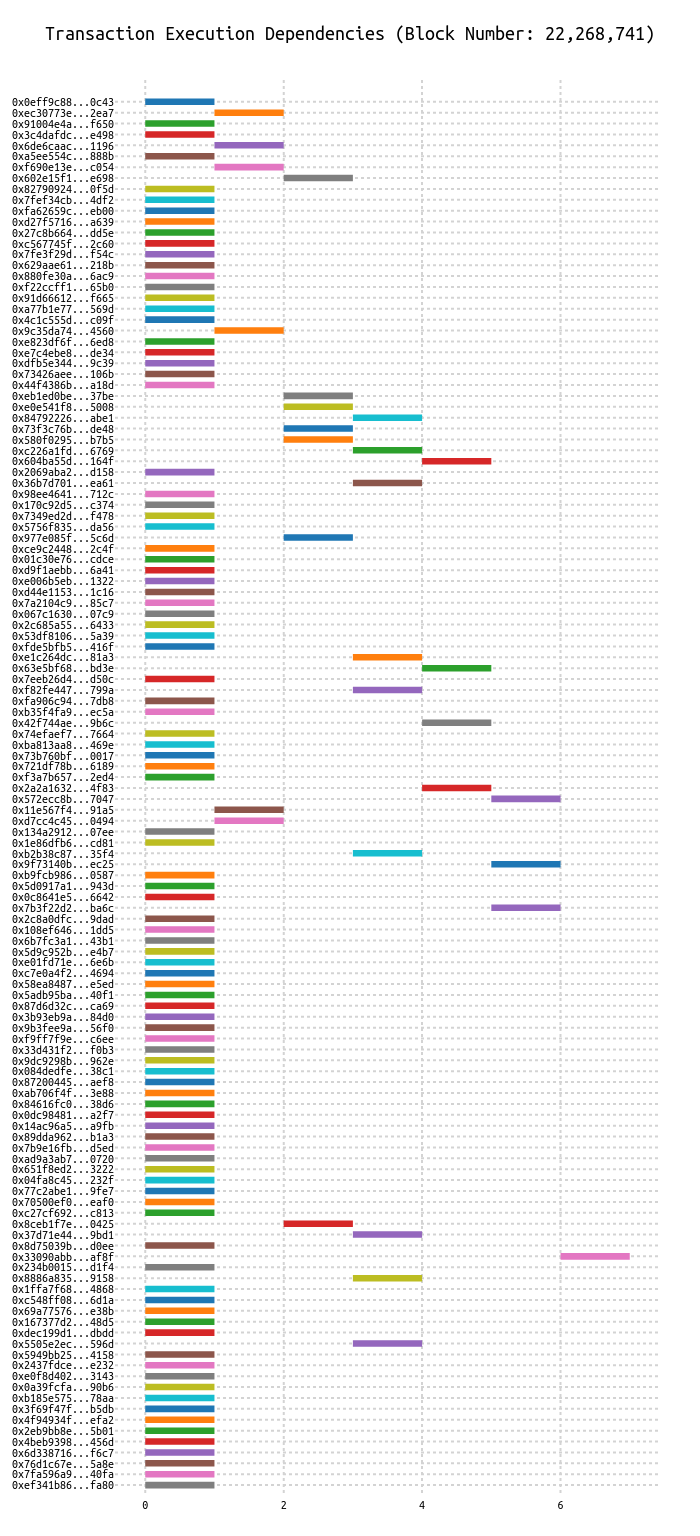 Transaction Execution Dependencies (Block Number: 22,268,741)
0x0eff9c88...0c43
0xec30773e...2ea7
0x91004e4a...f650
0x3c4dafdc...e498
0x6de6caac...1196
0xa5ee554c...888b
0xf690e13e...c054
0x602e15f1...e698
0x82790924...0f5d
0x7fef34cb...4df2
0xfa62659c...eb00
0xd27f5716...a639
0x27c8b664...dd5e
0xc567745f...2c60
0x7fe3f29d...f54c
0x629aae61...218b
0x880fe30a...6ac9
0xf22ccff1...65b0
0x91d66612...f665
0xa77b1e77...569d
0x4c1c555d...c09f
0x9c35da74...4560
0xe823df6f...6ed8
0xe7c4ebe8...de34
0xdfb5e344...9c39
0x73426aee...106b
0x44f4386b...a18d
0xeb1ed0be...37be
0xe0e541f8...5008
0x84792226...abe1
0x73f3c76b...de48
0x580f0295...b7b5
0xc226a1fd...6769
0x604ba55d...164f
0x2069aba2...d158
0x36b7d701...ea61
0x98ee4641...712c
0x170c92d5...c374
0x7349ed2d...f478
0x5756f835...da56
0x977e085f...5c6d
0xce9c2448...2c4f
0x01c30e76...cdce
0xd9f1aebb...6a41
0xe006b5eb...1322
0xd44e1153...1c16
0x7a2104c9...85c7
0x067c1630...07c9
0x2c685a55...6433
0x53df8106...5a39
0xfde5bfb5...416f
0xe1c264dc...81a3
0x63e5bf68...bd3e
0x7eeb26d4...d50c
0xf82fe447...799a
0xfa906c94...7db8
0xb35f4fa9...ec5a
0x42f744ae...9b6c
0x74efaef7...7664
0xba813aa8...469e
0x73b760bf...0017
0x721df78b...6189
0xf3a7b657...2ed4
0x2a2a1632...4f83
0x572ecc8b...7047
0x11e567f4...91a5
0xd7cc4c45...0494
0x134a2912...07ee
0x1e86dfb6...cd81
0xb2b38c87...35f4
0x9f73140b...ec25
0xb9fcb986...0587
0x5d0917a1...943d
0x0c8641e5...6642
0x7b3f22d2...ba6c
0x2c8a0dfc...9dad
0x108ef646...1dd5
0x6b7fc3a1...43b1
0x5d9c952b...e4b7
0xe01fd71e...6e6b
0xc7e0a4f2...4694
0x58ea8487...e5ed
0x5adb95ba...40f1
0x87d6d32c...ca69
0x3b93eb9a...84d0
0x9b3fee9a...56f0
0xf9ff7f9e...c6ee
0x33d431f2...f0b3
0x9dc9298b...962e
0x084dedfe...38c1
0x87200445...aef8
0xab706f4f...3e88
0x84616fc0...38d6
0x0dc98481...a2f7
0x14ac96a5...a9fb
0x89dda962...b1a3
0x7b9e16fb...d5ed
0xad9a3ab7...0720
0x651f8ed2...3222
0x04fa8c45...232f
0x77c2abe1...9fe7
0x70500ef0...eaf0
0xc27cf692...c813
0x8ceb1f7e...0425
0x37d71e44...9bd1
0x8d75039b...d0ee
0x33090abb...af8f
0x234b0015...d1f4
0x8886a835...9158
0x1ffa7f68...4868
0xc548ff08...6d1a
0x69a77576...e38b
0x167377d2...48d5
0xdec199d1...dbdd
0x5505e2ec...596d
0x5949bb25...4158
0x2437fdce...e232
0xe0f8d402...3143
0x0a39fcfa...90b6
0xb185e575...78aa
0x3f69f47f...b5db
0x4f94934f...efa2
0x2eb9bb8e...5b01
0x4beb9398...456d
0x6d338716...f6c7
0x76d1c67e...5a8e
0x7fa596a9...40fa
0xef341b86...fa80
0 2 4 6